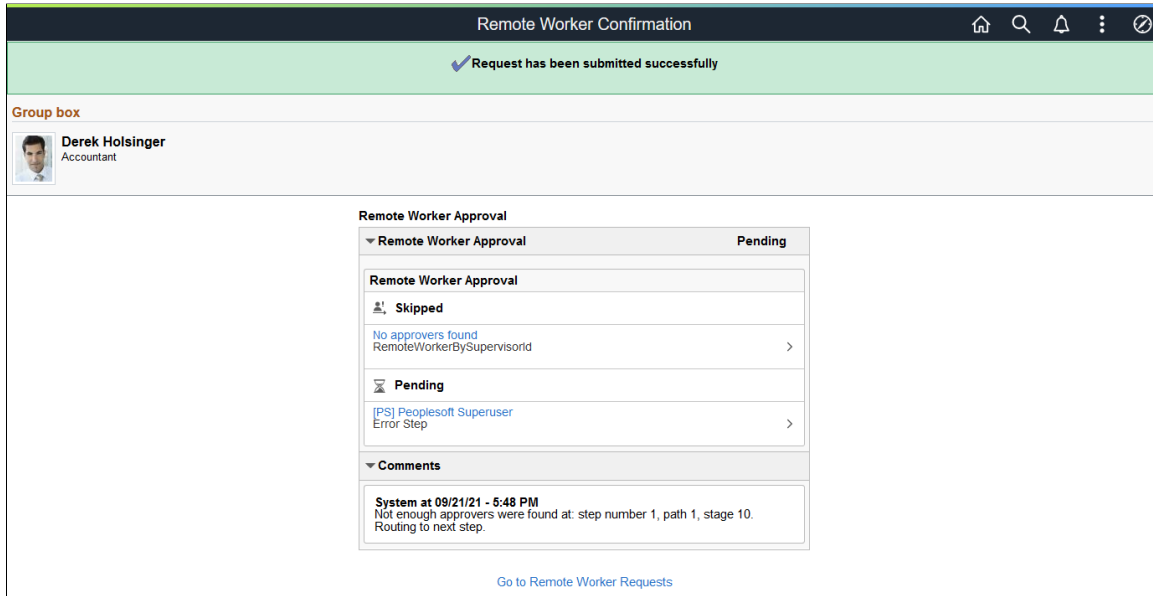 Remote Worker Confirmation
Request has been submitted successfully
Group box
Derek Holsinger
Accountant
Remote Worker Approval
Remote Worker Approval Pending
Remote Worker Approval
Skipped
No approvers found
RemoteWorkerBySupervisorId
Pending
[PS] Peoplesoft Superuser
Error Step
Comments
System at 09/21/21 - 5:48 PM
Not enough approvers were found at: step number 1, path 1, stage 10.
Routing to next step.
Go to Remote Worker Requests